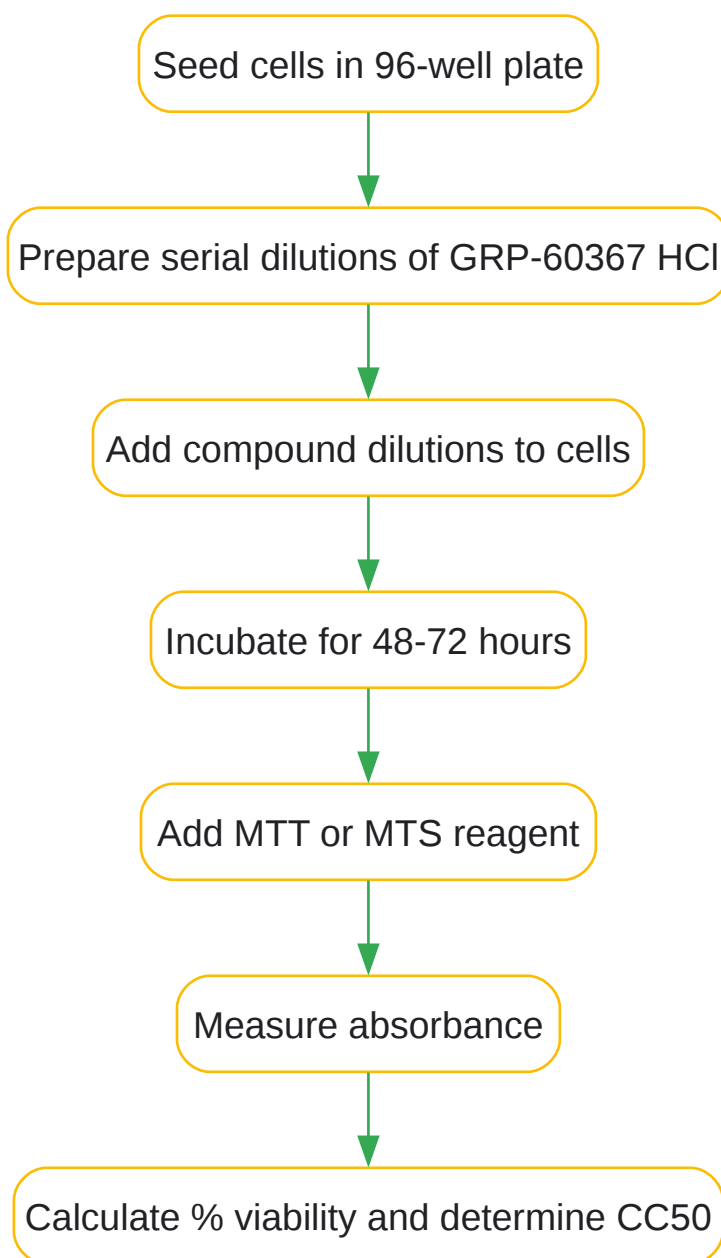 Seed cells in 96-well plate
Prepare serial dilutions of GRP-60367 HCl
Add compound dilutions to cells
Incubate for 48-72 hours
Add MTT or MTS reagent
Measure absorbance
Calculate % viability and determine CC50